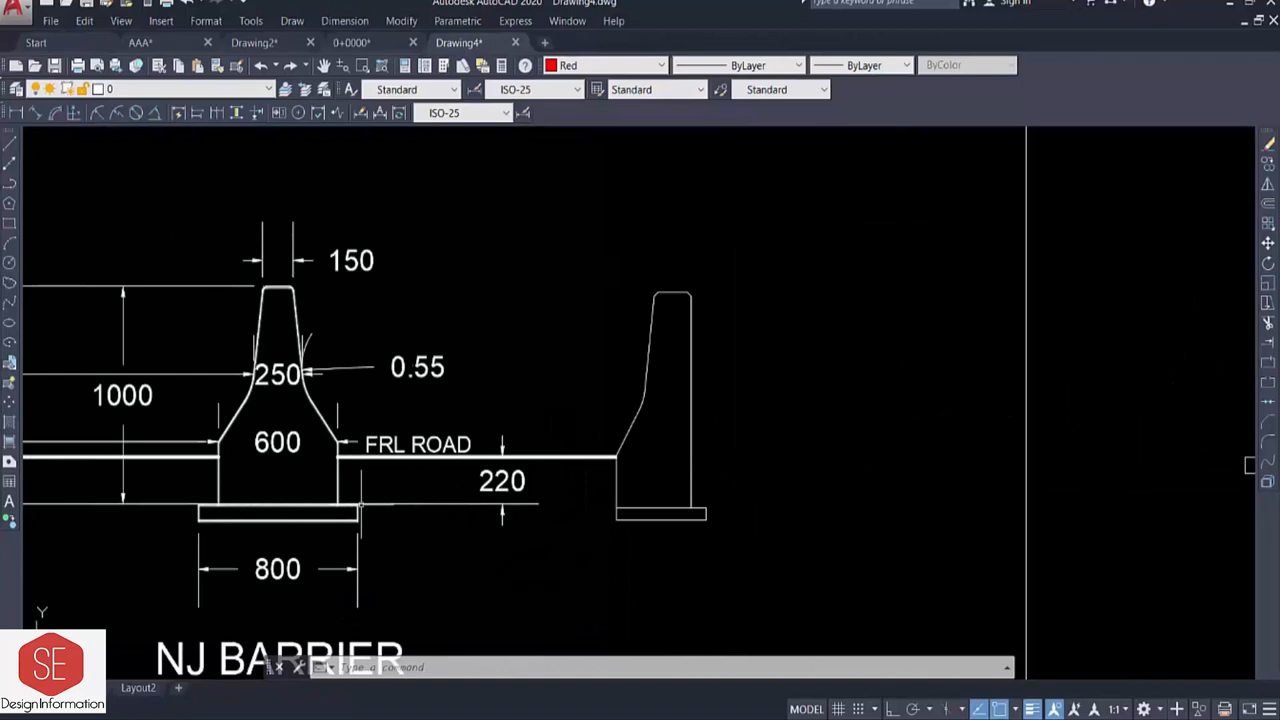 Autodesk AutoCAD 2020 Drawing4.dwg
Type a keyword or phrase
Sign In
File Edit View Insert Format Tools Draw Dimension Modify Parametric Express Window Help
Start AAA* Drawing2* 0+0000* Drawing4*
Red ByLayer ByLayer ByColor
0 Standard ISO-25 Standard Standard
ISO-25
150
250
0.55
1000
600
FRL ROAD
220
800
Y
NJ BARRIER
Type a command
SE
Design Information
Layout2
MODEL 1:1